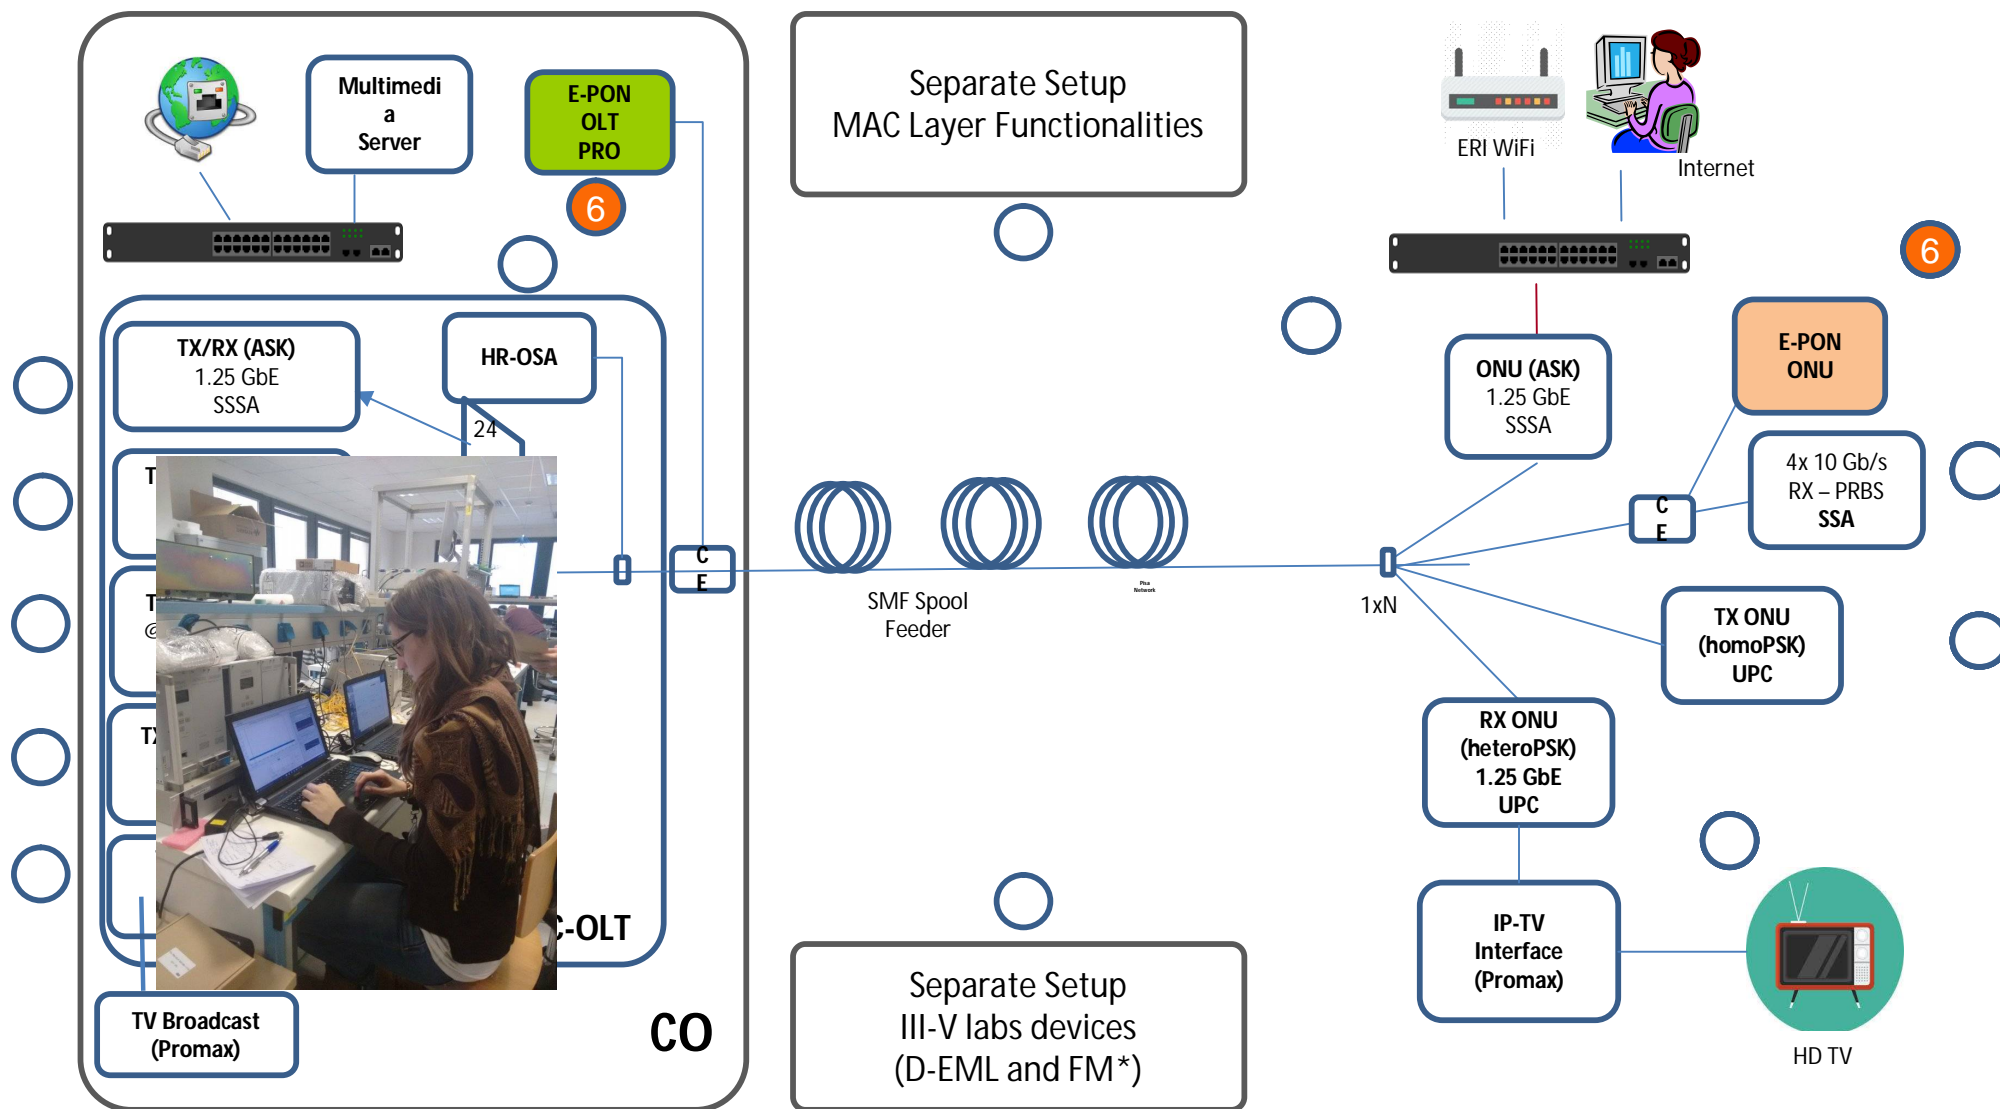 Multimedi
a
Server
E-PON
OLT
PRO
6
Separate Setup
MAC Layer Functionalities
ERI WiFi
Internet
6
TX/RX (ASK)
1.25 GbE
SSSA
HR-OSA
24
ONU (ASK)
1.25 GbE
SSSA
E-PON
ONU
4x 10 Gb/s
RX – PRBS
SSA
C
E
C
E
Pisa
Network
SMF Spool
Feeder
1xN
TX ONU
(homoPSK)
UPC
RX ONU
(heteroPSK)
1.25 GbE
UPC
IP-TV
Interface
(Promax)
HD TV
C-OLT
CO
TV Broadcast
(Promax)
Separate Setup
III-V labs devices
(D-EML and FM*)